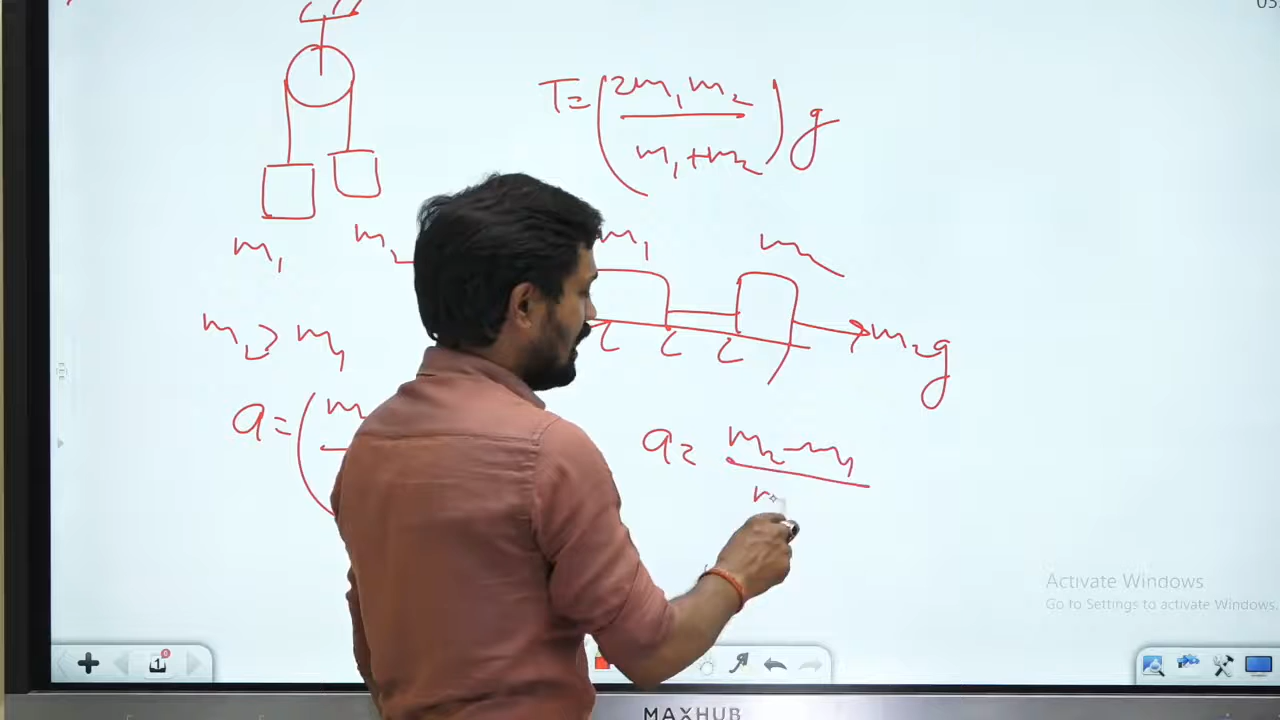 T= (2m1m2 / m1+m2) g
m1 m2 m1 m
m2 > m1
m2g
a=(m
a= m2-m1
Activate Windows
Go to Settings to activate Windows.
1
MAXHUB